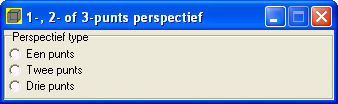 1-, 2- of 3-punts perspectief
Perspectief type
Een punts
Twee punts
Drie punts